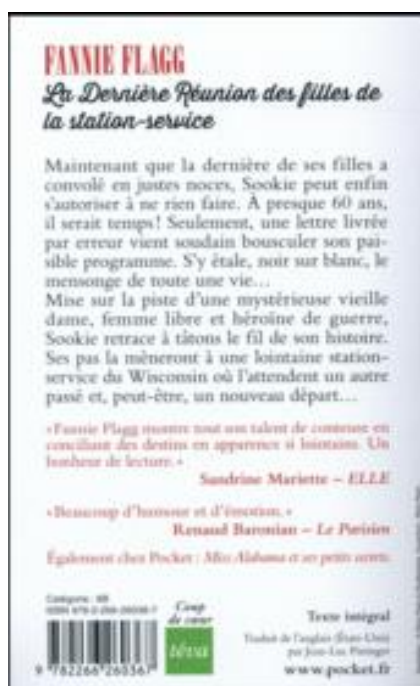 FANNIE FLAGG
La Dernière Réunion des filles de
la station-service
Maintenant que la dernière de ses filles a
convolé en justes noces, Sookie peut enfin
s'autoriser à ne rien faire. À presque 60 ans,
il serait temps! Seulement, une lettre livrée
par erreur vient soudain bousculer son pai-
sible programme. S'y étale, noir sur blanc, le
mensonge de toute une vie…
Mise sur la piste d'une mystérieuse vieille
dame, femme libre et héroïne de guerre,
Sookie retrace à tâtons le fil de son histoire.
Ses pas la mèneront à une lointaine station-
service du Wisconsin où l'attendent un autre
passé et, peut-être, un nouveau départ…
«Fannie Flagg montre tout son talent de conteuse en
conciliant des destins en apparence si lointains. Un
bonheur de lecture.»
Sandrine Mariette – ELLE
«Beaucoup d'humour et d'émotion.»
Renaud Baronian – Le Parisien
Également chez Pocket : Miss Alabama et ses petits secrets
Coup
de cœur
téva
Texte intégral
Traduit de l'anglais (États-Unis)
par Jean-Luc Piningre
www.pocket.fr
9 782266 260367